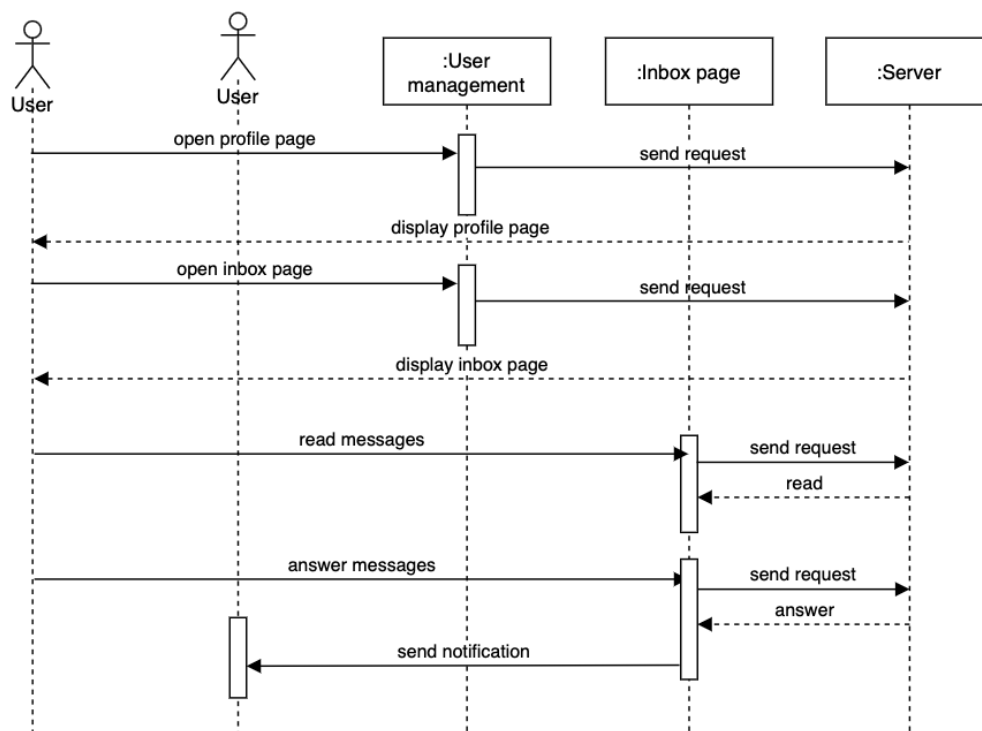 User
User
:User
management
:Inbox page
:Server
open profile page
send request
display profile page
open inbox page
send request
display inbox page
read messages
send request
read
answer messages
send request
answer
send notification